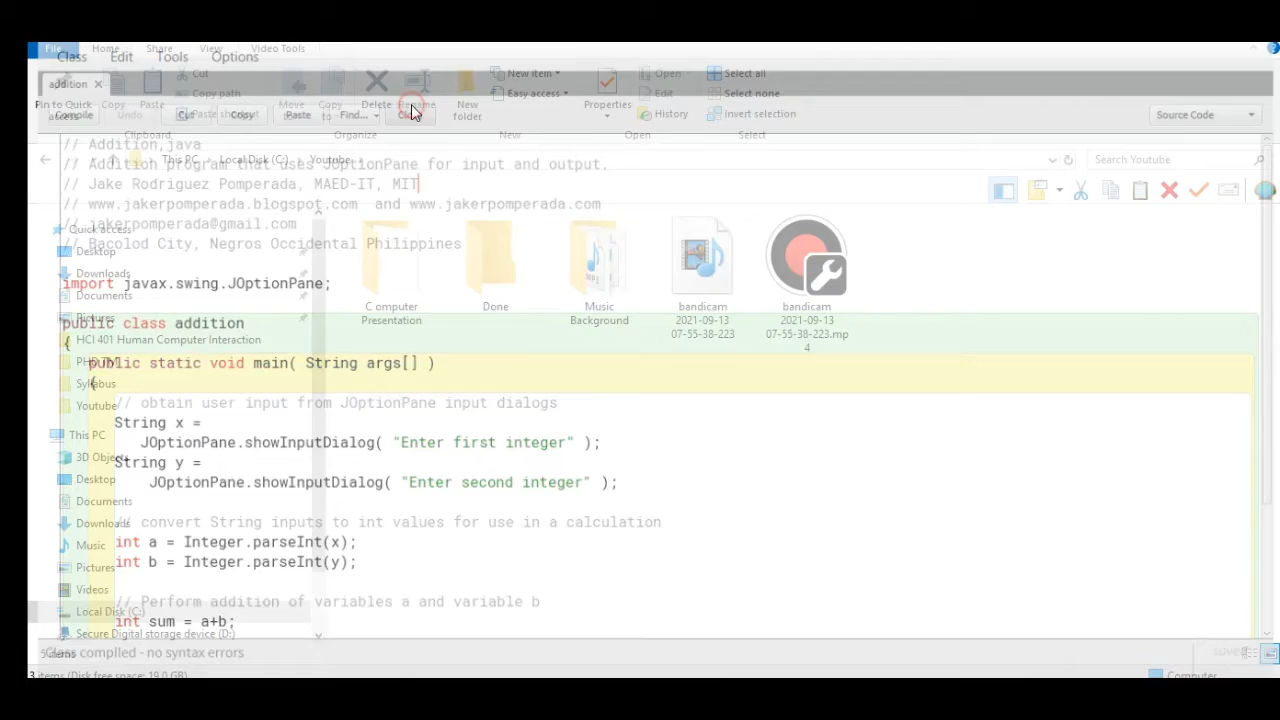 File Home Share View Video Tools
Class Edit Tools Options
addition
Cut
Copy path
Paste shortcut
Pin to Quick access
Copy
Paste
Move to
Copy to
Delete
Rename
New folder
New item
Easy access
Properties
Open
Edit
History
Select all
Select none
Invert selection
Compile Undo Cut Copy Paste Find... Close Source Code
Clipboard Organize New Open Select
This PC Local Disk (C:) Youtube Search Youtube
// Addition.java
// Addition program that uses JOptionPane for input and output.
// Jake Rodriguez Pomperada, MAED-IT, MIT
// www.jakerpomperada.blogspot.com and www.jakerpomperada.com
// jakerpomperada@gmail.com
// Bacolod City, Negros Occidental Philippines
import javax.swing.JOptionPane;
public class addition
{
public static void main( String args[] )
{
// obtain user input from JOptionPane input dialogs
String x =
JOptionPane.showInputDialog( "Enter first integer" );
String y =
JOptionPane.showInputDialog( "Enter second integer" );
// convert String inputs to int values for use in a calculation
int a = Integer.parseInt(x);
int b = Integer.parseInt(y);
// Perform addition of variables a and variable b
int sum = a+b;
Quick access
Desktop
Downloads
Documents
Pictures
HCI 401 Human Computer Interaction
Syllabus
Youtube
This PC
3D Objects
Desktop
Documents
Downloads
Music
Pictures
Videos
Local Disk (C:)
Secure Digital storage device (D:)
C omputer
Presentation
Done
Music
Background
bandicam
2021-09-13
07-55-38-223
bandicam
2021-09-13
07-55-38-223.mp
4
5 items
Class compiled - no syntax errors
3 items (Disk free space: 19.0 GB)
Computer